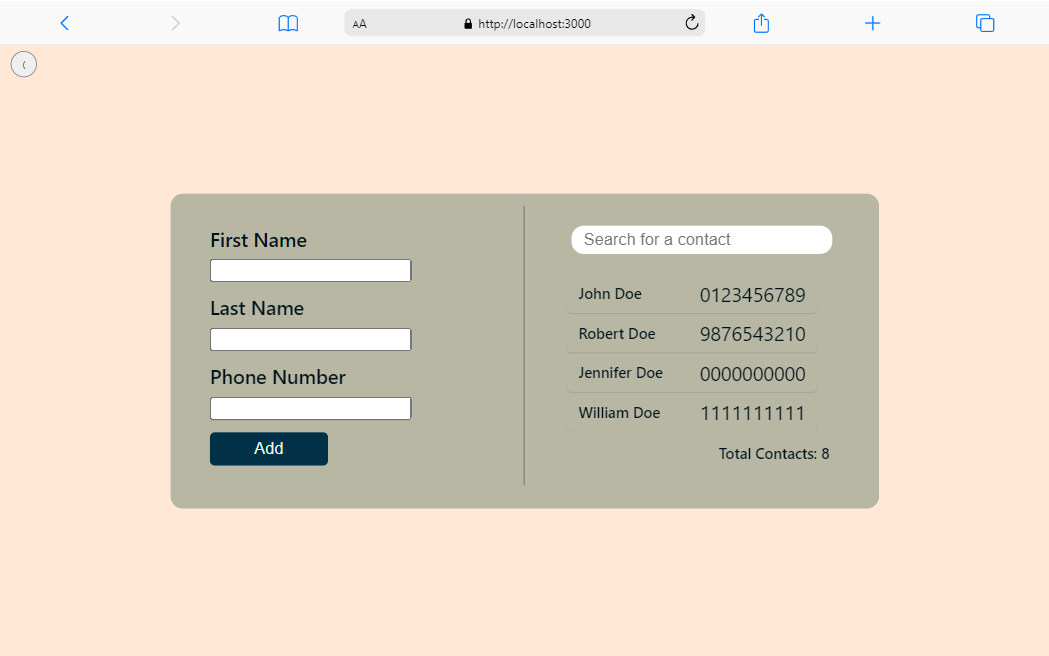 AA
http://localhost:3000
First Name
Last Name
Phone Number
Add
Search for a contact
John Doe 0123456789
Robert Doe 9876543210
Jennifer Doe 0000000000
William Doe 1111111111
Total Contacts: 8